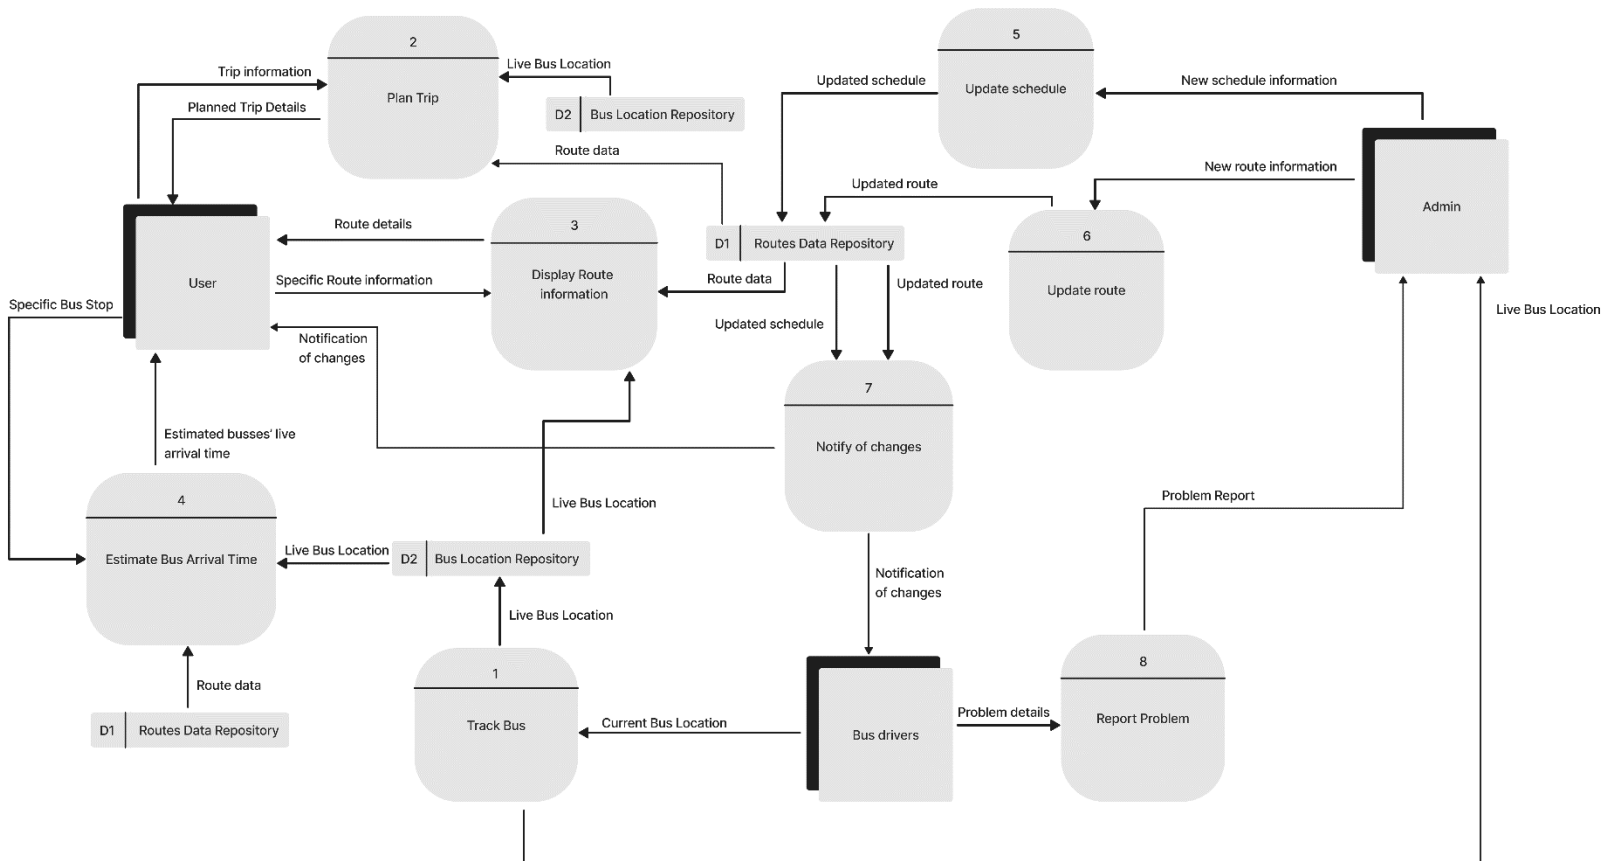 2
Plan Trip
Trip information
Planned Trip Details
Live Bus Location
D2
Bus Location Repository
Route data
5
Update schedule
Updated schedule
New schedule information
New route information
Admin
Updated route
6
Update route
D1
Routes Data Repository
3
Display Route
information
Route details
Specific Route information
User
Specific Bus Stop
Route data
Updated route
Updated schedule
Live Bus Location
Notification
of changes
7
Notify of changes
Estimated busses' live
arrival time
4
Estimate Bus Arrival Time
Live Bus Location
D2
Bus Location Repository
Live Bus Location
Live Bus Location
Problem Report
Notification
of changes
Route data
D1
Routes Data Repository
1
Track Bus
Current Bus Location
Bus drivers
Problem details
8
Report Problem